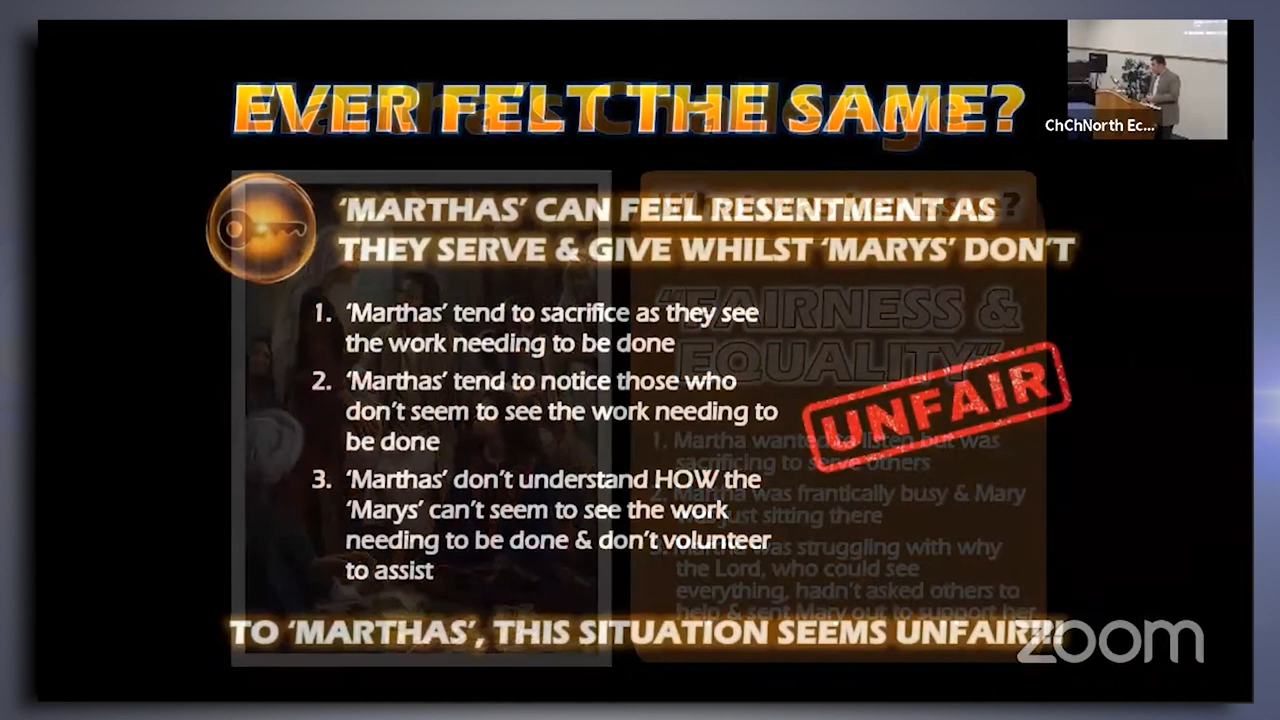 EVER FELT THE SAME?
Martha's Challenge
ChChNorth Ec...
'MARTHAS' CAN FEEL RESENTMENT AS
THEY SERVE & GIVE WHILST 'MARYS' DON'T
1. 'Marthas' tend to sacrifice as they see
the work needing to be done
2. 'Marthas' tend to notice those who
don't seem to see the work needing to
be done
3. 'Marthas' don't understand HOW the
'Marys' can't seem to see the work
needing to be done & don't volunteer
to assist
"FAIRNESS &
EQUALITY"
UNFAIR
1. Martha wanted to listen but was
sacrificing to serve others
2. Martha was frantically busy & Mary
was just sitting there
3. Martha was struggling with why
the Lord, who could see
everything, hadn't asked others to
help & sent Mary out to support her
TO 'MARTHAS', THIS SITUATION SEEMS UNFAIR!!!
zoom